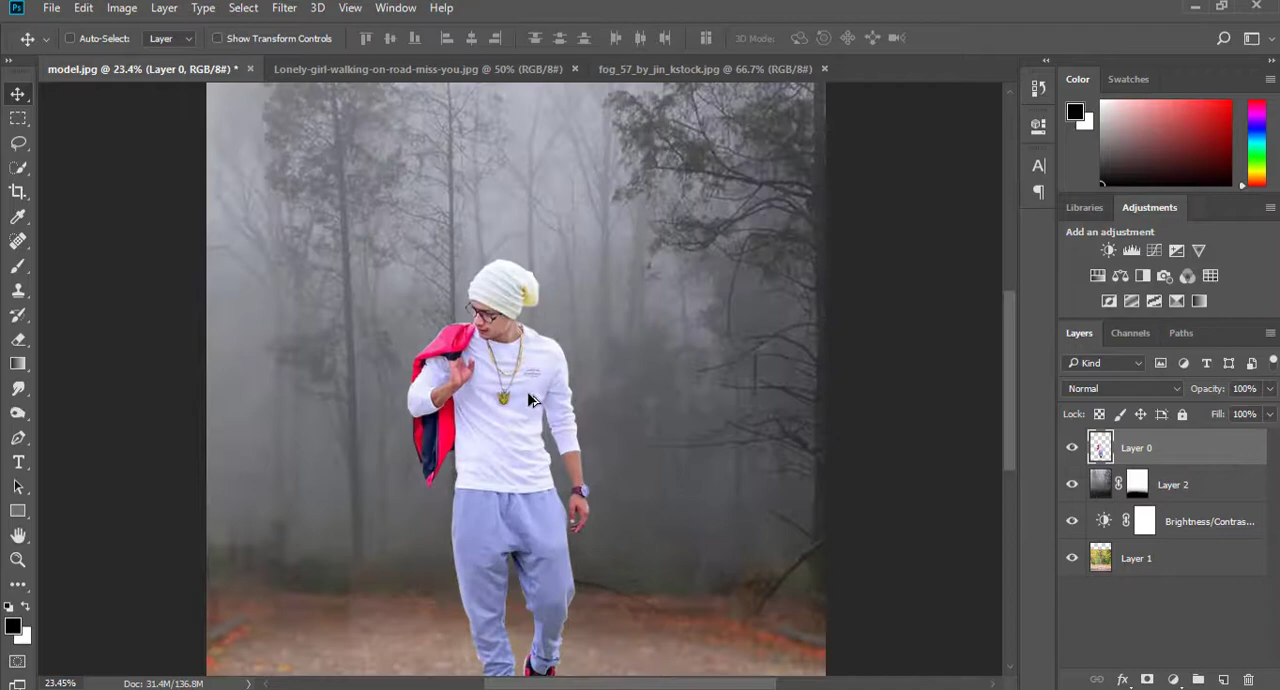 Ps File Edit Image Layer Type Select Filter 3D View Window Help
Auto-Select: Layer Show Transform Controls 3D Mode:
model.jpg @ 23.4% (Layer 0, RGB/8#) * Lonely-girl-walking-on-road-miss-you.jpg @ 50% (RGB/8#) fog_57_by_jin_kstock.jpg @ 66.7% (RGB/8#)
Color Swatches
Libraries Adjustments
Add an adjustment
Layers Channels Paths
Kind
Normal Opacity: 100%
Lock: Fill: 100%
Layer 0
Layer 2
Brightness/Contras...
Layer 1
23.45% Doc: 31.4M/136.8M